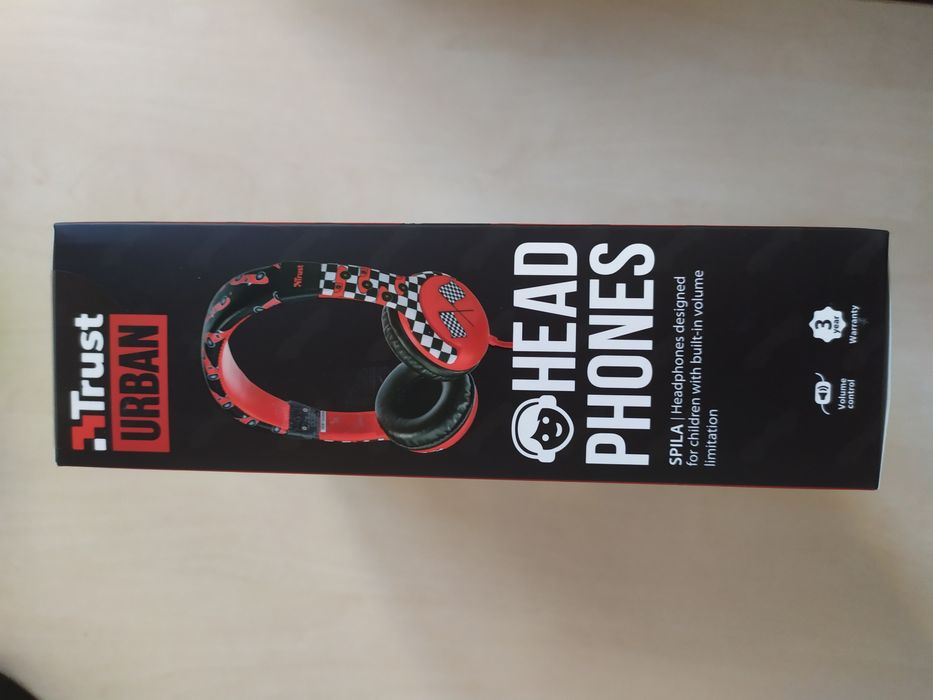 Trust
URBAN
Trust
HEAD
PHONES
SPILA | Headphones designed
for children with built-in volume
limitation
Volume
control
3
year
Warranty